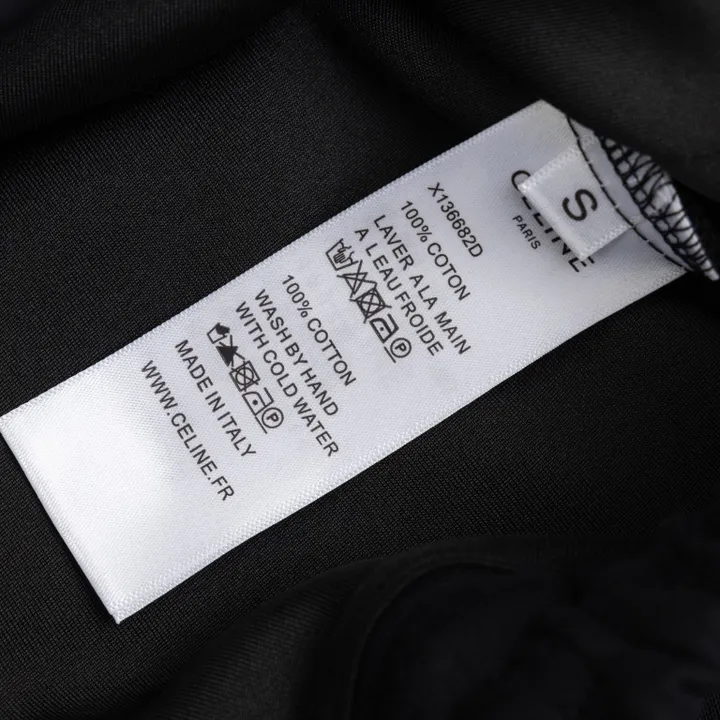 CELINE
PARIS
S
X136682D
100% COTON
LAVER A LA MAIN
A L EAU FROIDE
P
100% COTTON
WASH BY HAND
WITH COLD WATER
P
MADE IN ITALY
WWW.CELINE.FR